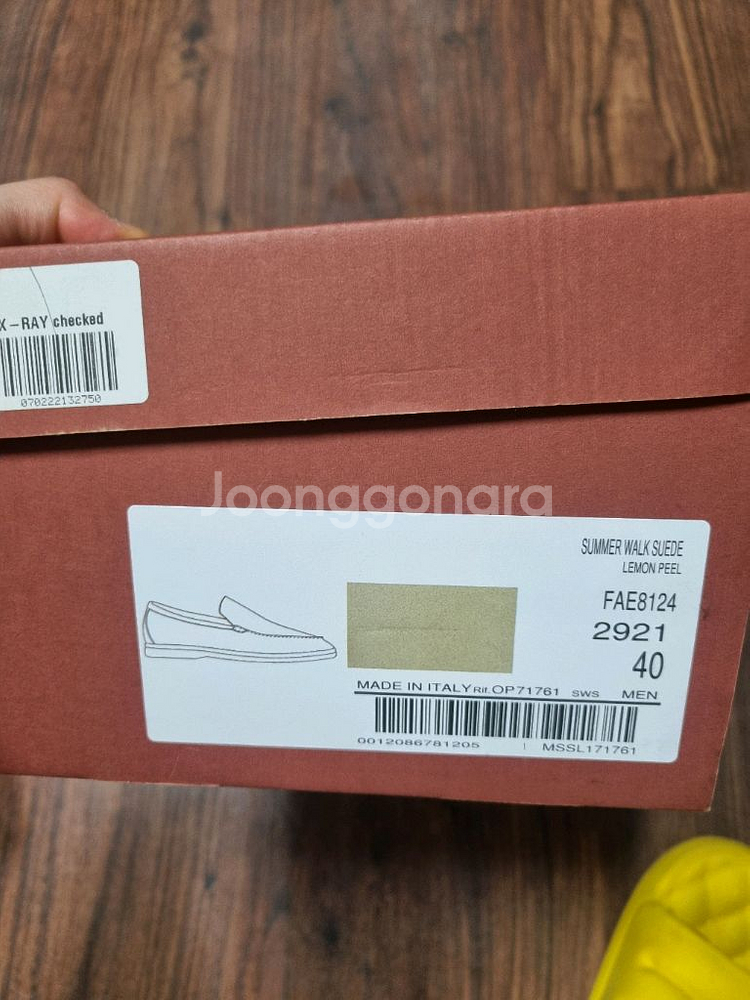 X-RAY checked
070222132750
Joonggonara
SUMMER WALK SUEDE
LEMON PEEL
FAE8124
2921
40
MADE IN ITALY Rif. OP71761 SWS MEN
0012086781205 MSSL171761